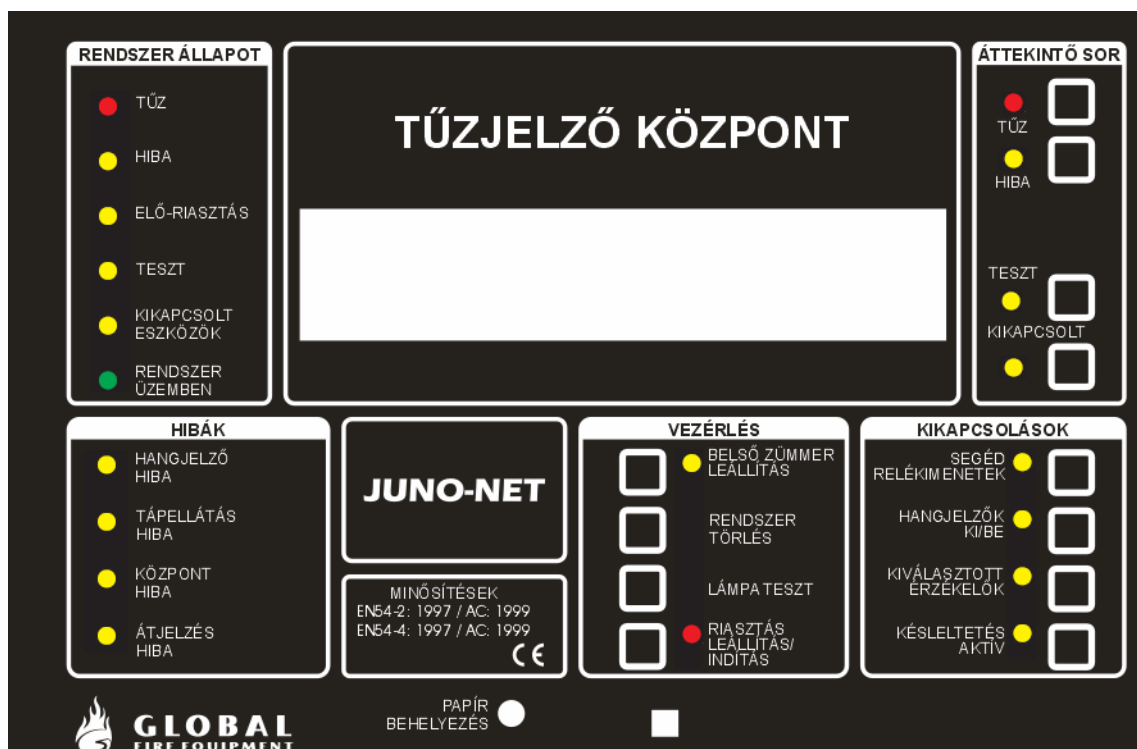 RENDSZER ÁLLAPOT
TŰZ
HIBA
ELŐ-RIASZTÁS
TESZT
KIKAPCSOLT
ESZKÖZÖK
RENDSZER
ÜZEMBEN
TŰZJELZŐ KÖZPONT
ÁTTEKINTŐ SOR
TŰZ
HIBA
TESZT
KIKAPCSOLT
HIBÁK
HANGJELZŐ
HIBA
TÁPELLÁTÁS
HIBA
KÖZPONT
HIBA
ÁTJELZÉS
HIBA
JUNO-NET
MINŐSÍTÉSEK
EN54-2: 1997 / AC: 1999
EN54-4: 1997 / AC: 1999
CE
VEZÉRLÉS
BELSŐ ZÜMMER
LEÁLLÍTÁS
RENDSZER
TÖRLÉS
LÁMPA TESZT
RIASZTÁS
LEÁLLÍTÁS/
INDÍTÁS
KIKAPCSOLÁSOK
SEGÉD
RELÉKIMENETEK
HANGJELZŐK
KI/BE
KIVÁLASZTOTT
ÉRZÉKELŐK
KÉSLELTETÉS
AKTÍV
GLOBAL
FIRE EQUIPMENT
PAPÍR
BEHELYEZÉS